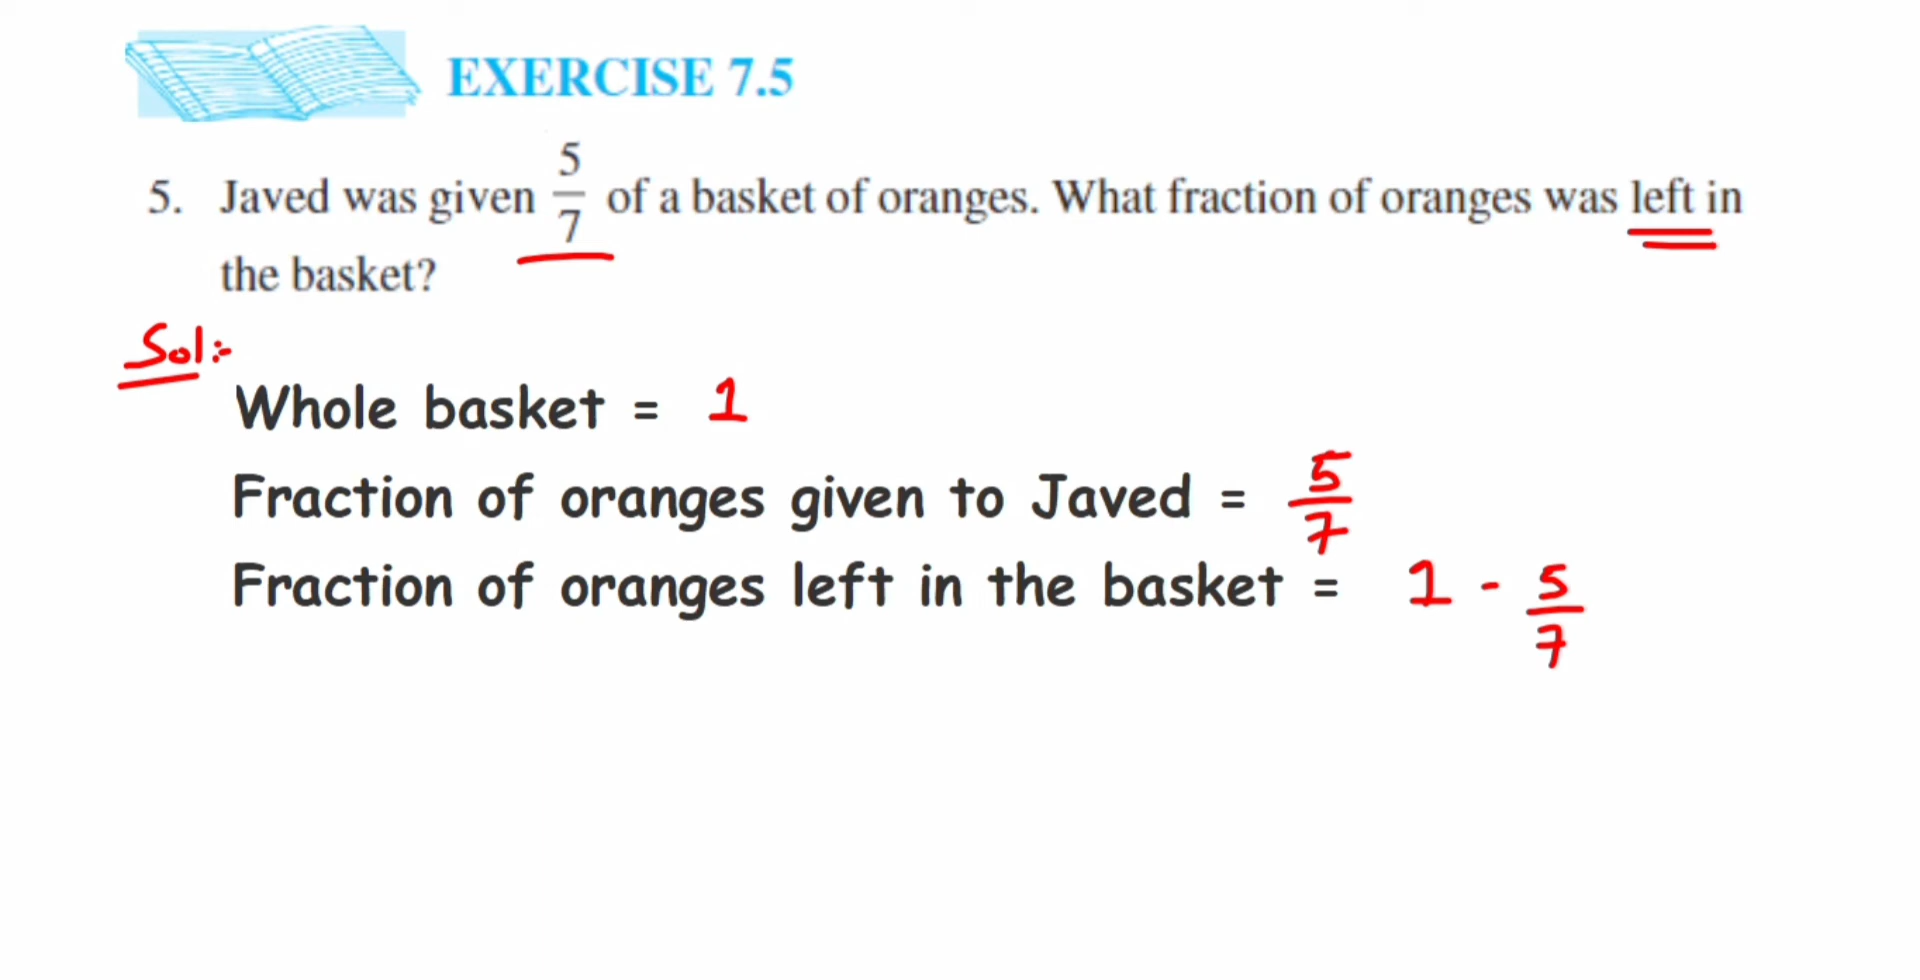 EXERCISE 7.5
5. Javed was given 5/7 of a basket of oranges. What fraction of oranges was left in
the basket?
Sol:-
Whole basket = 1
Fraction of oranges given to Javed = 5/7
Fraction of oranges left in the basket = 1 - 5/7